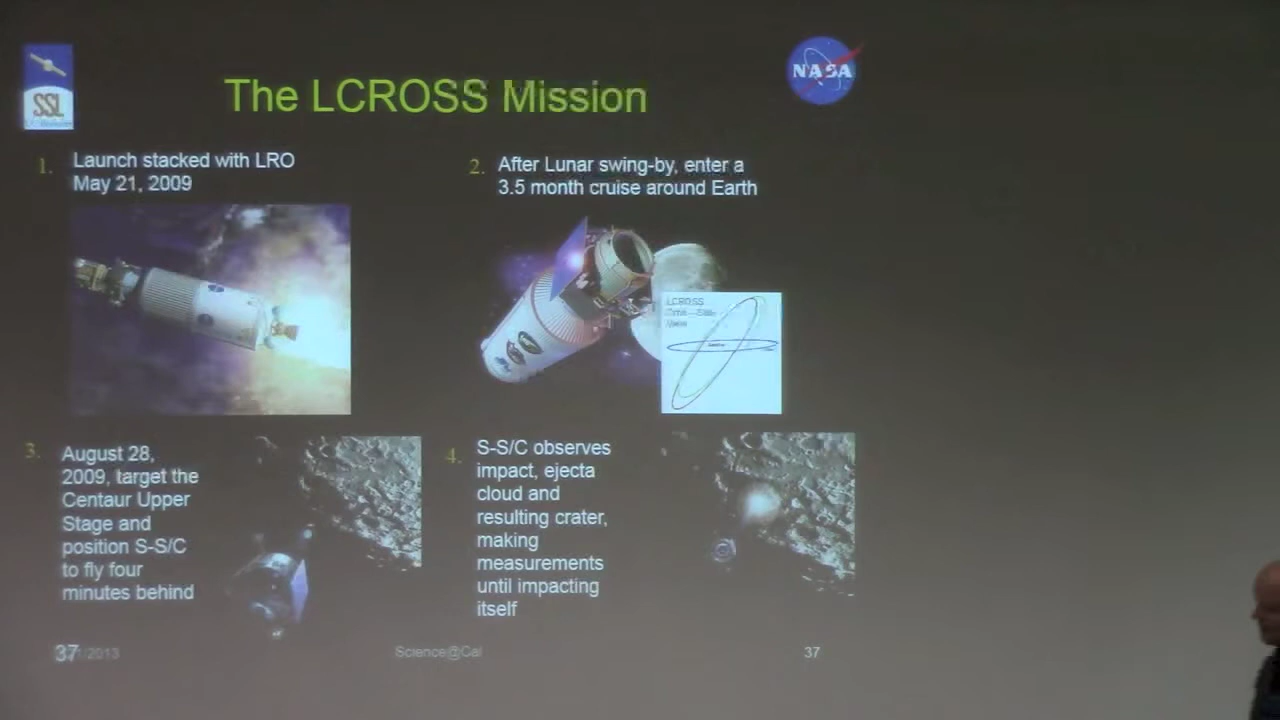 SSL
NASA
The LCROSS Mission
1. Launch stacked with LRO
May 21, 2009
2. After Lunar swing-by, enter a
3.5 month cruise around Earth
LCROSS
3. August 28,
2009, target the
Centaur Upper
Stage and
position S-S/C
to fly four
minutes behind
4. S-S/C observes
impact, ejecta
cloud and
resulting crater,
making
measurements
until impacting
itself
37
/2013
Science@Cal
37